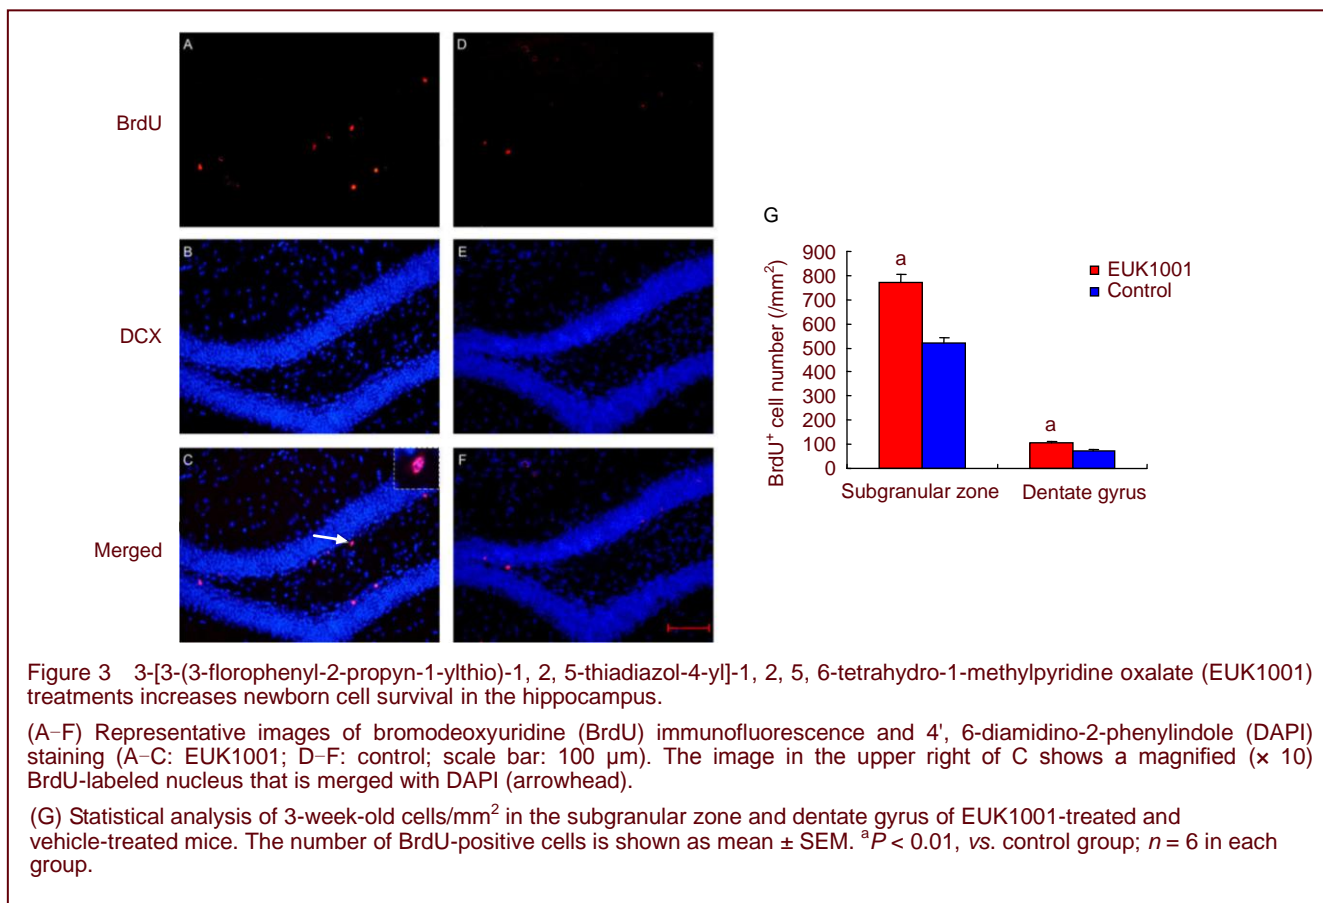 A
D
BrdU
B
E
DCX
C
F
Merged
G
BrdU⁺ cell number (/mm²)
900
800
700
600
500
400
300
200
100
0
a
a
EUK1001
Control
Subgranular zone
Dentate gyrus
Figure 3 3-[3-(3-florophenyl-2-propyn-1-ylthio)-1, 2, 5-thiadiazol-4-yl]-1, 2, 5, 6-tetrahydro-1-methylpyridine oxalate (EUK1001)
treatments increases newborn cell survival in the hippocampus.
(A–F) Representative images of bromodeoxyuridine (BrdU) immunofluorescence and 4', 6-diamidino-2-phenylindole (DAPI)
staining (A–C: EUK1001; D–F: control; scale bar: 100 μm). The image in the upper right of C shows a magnified (× 10)
BrdU-labeled nucleus that is merged with DAPI (arrowhead).
(G) Statistical analysis of 3-week-old cells/mm² in the subgranular zone and dentate gyrus of EUK1001-treated and
vehicle-treated mice. The number of BrdU-positive cells is shown as mean ± SEM. ᵃP < 0.01, vs. control group; n = 6 in each
group.